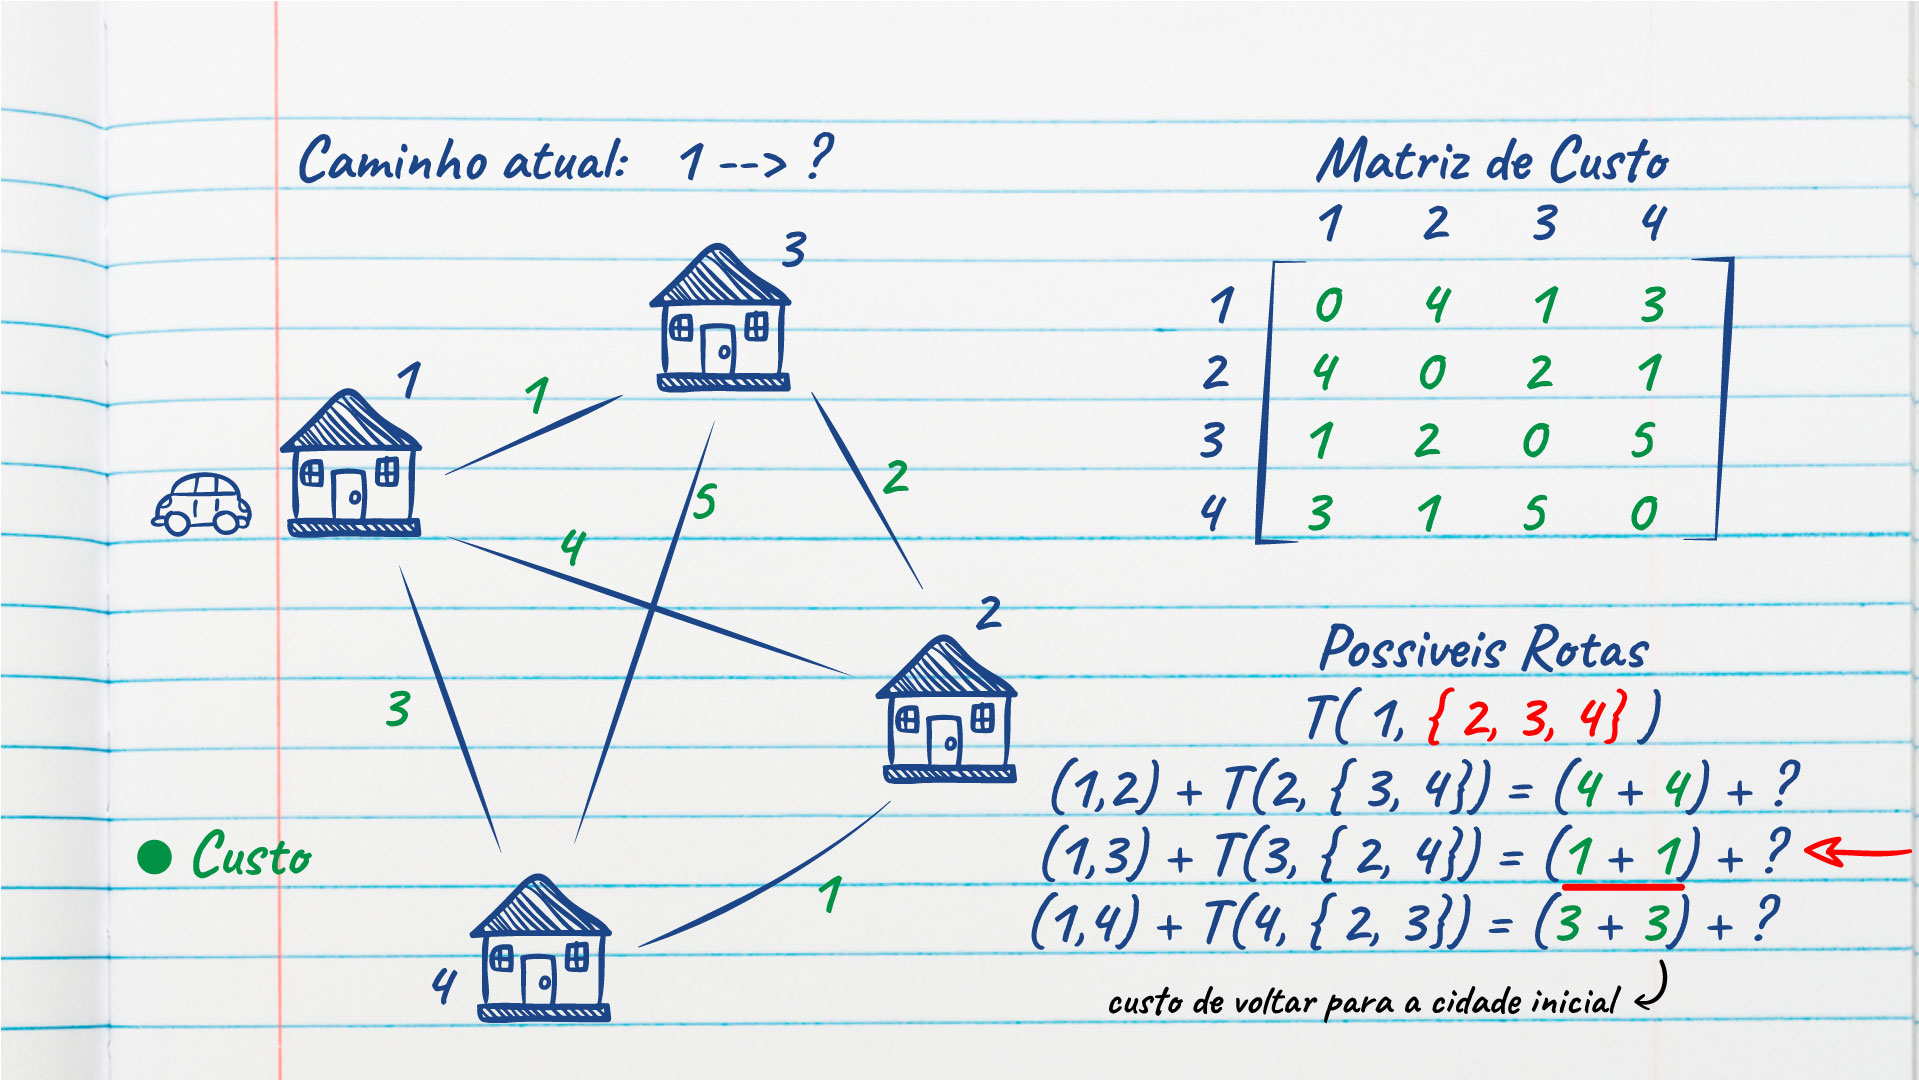 Caminho atual: 1 --> ?
3
1
1
5
2
4
2
3
Custo
1
4
Matriz de Custo
1 2 3 4
1 0 4 1 3
2 4 0 2 1
3 1 2 0 5
4 3 1 5 0
Possiveis Rotas
T( 1, { 2, 3, 4} )
(1,2) + T(2, { 3, 4}) = (4 + 4) + ?
(1,3) + T(3, { 2, 4}) = (1 + 1) + ?
(1,4) + T(4, { 2, 3}) = (3 + 3) + ?
custo de voltar para a cidade inicial